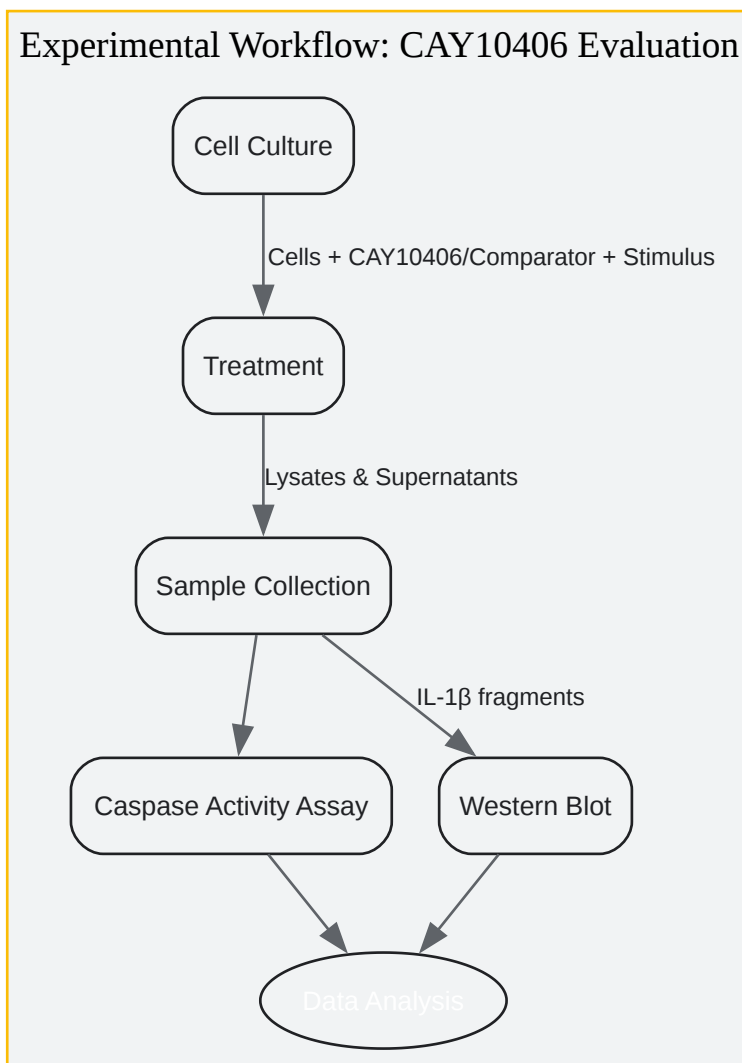 Experimental Workflow: CAY10406 Evaluation
Cell Culture
Cells + CAY10406/Comparator + Stimulus
Treatment
Lysates & Supernatants
Sample Collection
IL-1β fragments
Caspase Activity Assay
Western Blot
Data Analysis